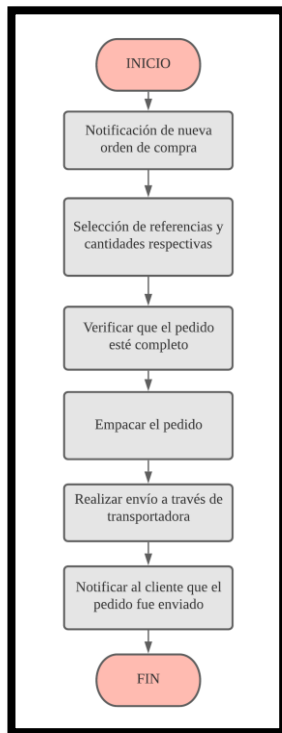 INICIO
Notificación de nueva
orden de compra
Selección de referencias y
cantidades respectivas
Verificar que el pedido
esté completo
Empacar el pedido
Realizar envío a través de
transportadora
Notificar al cliente que el
pedido fue enviado
FIN